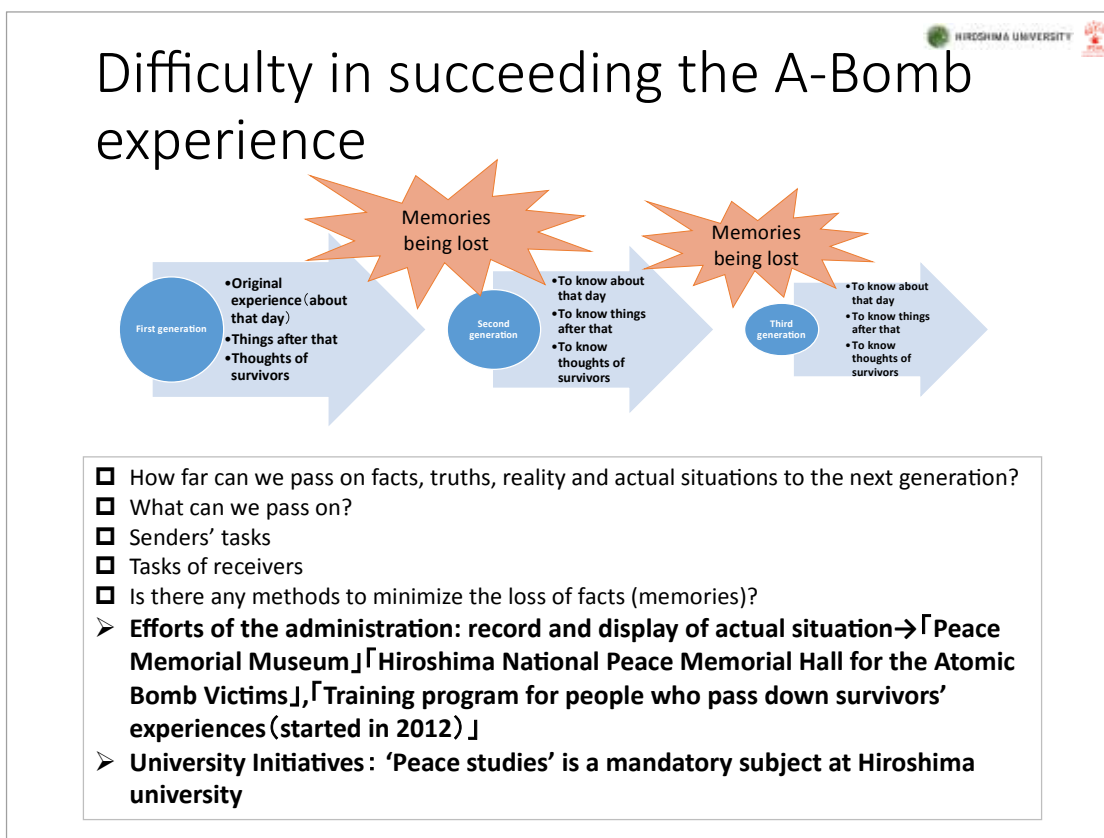 HIROSHIMA UNIVERSITY
Difficulty in succeeding the A-Bomb
experience
Memories
being lost
Memories
being lost
First generation
•Original
experience（about
that day）
•Things after that
•Thoughts of
survivors
Second
generation
•To know about
that day
•To know things
after that
•To know
thoughts of
survivors
Third
generation
•To know about
that day
•To know things
after that
•To know
thoughts of
survivors
❑ How far can we pass on facts, truths, reality and actual situations to the next generation?
❑ What can we pass on?
❑ Senders’ tasks
❑ Tasks of receivers
❑ Is there any methods to minimize the loss of facts (memories)?
➢ Efforts of the administration: record and display of actual situation→｢Peace
Memorial Museum｣｢Hiroshima National Peace Memorial Hall for the Atomic
Bomb Victims｣,｢Training program for people who pass down survivors’
experiences（started in 2012）｣
➢ University Initiatives： ‘Peace studies’ is a mandatory subject at Hiroshima
university